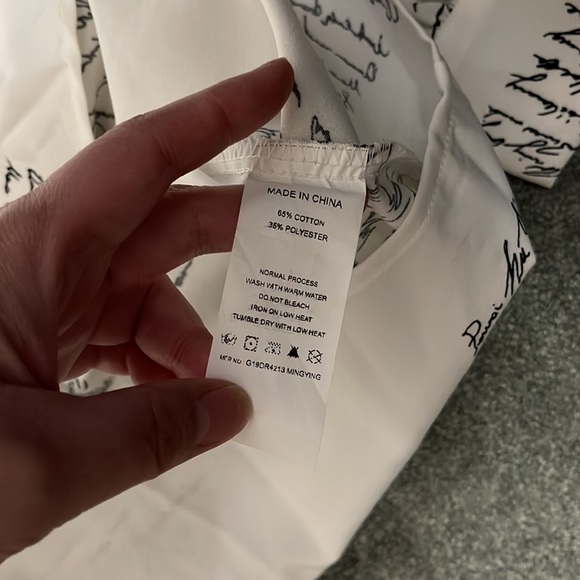 MADE IN CHINA
65% COTTON
35% POLYESTER
NORMAL PROCESS
WASH WITH WARM WATER
DO NOT BLEACH
IRON ON LOW HEAT
TUMBLE DRY WITH LOW HEAT
MFR NO : G18DR4213 MINGYING